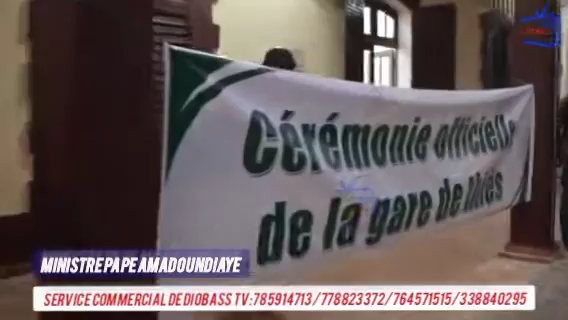 Cérémonie officielle
de la gare de Thiès
MINISTRE PAPE AMADOU NDIAYE
SERVICE COMMERCIAL DE DIOBASS TV:785914713/778823372/764571515/338840295